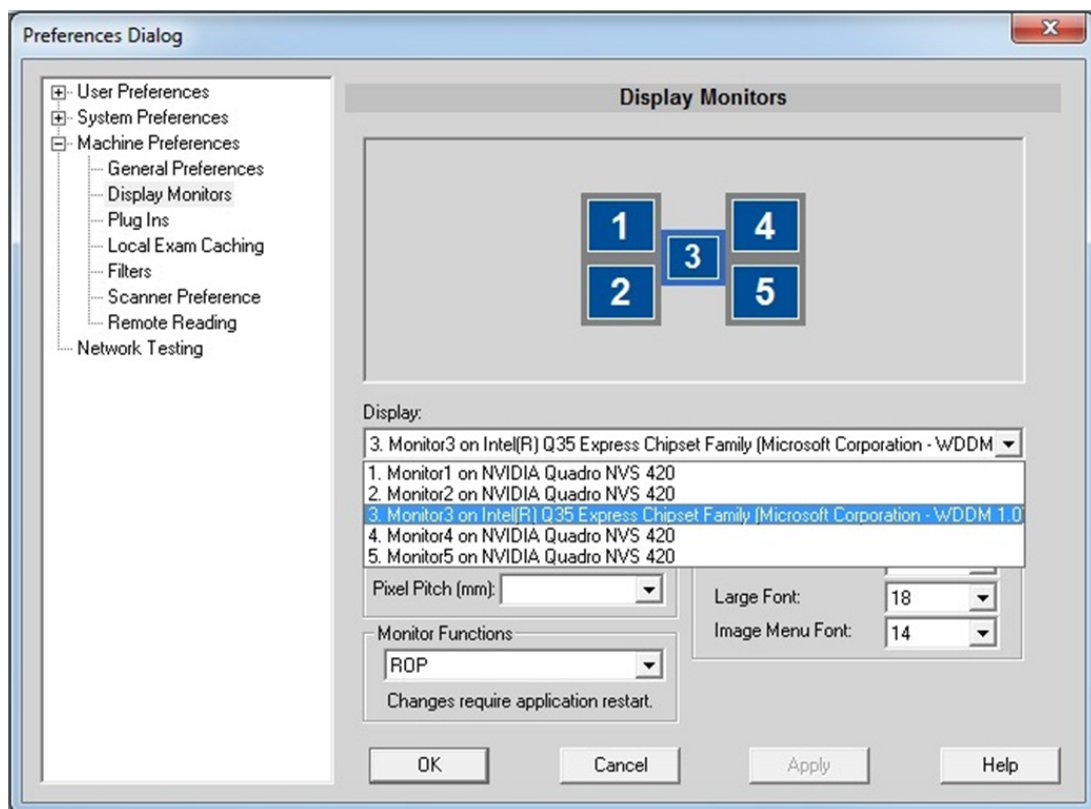 Preferences Dialog
User Preferences
System Preferences
Machine Preferences
General Preferences
Display Monitors
Plug Ins
Local Exam Caching
Filters
Scanner Preference
Remote Reading
Network Testing
Display Monitors
1
4
3
2
5
Display:
3. Monitor3 on Intel(R) Q35 Express Chipset Family (Microsoft Corporation - WDDM
1. Monitor1 on NVIDIA Quadro NVS 420
2. Monitor2 on NVIDIA Quadro NVS 420
3. Monitor3 on Intel(R) Q35 Express Chipset Family (Microsoft Corporation - WDDM 1.0
4. Monitor4 on NVIDIA Quadro NVS 420
5. Monitor5 on NVIDIA Quadro NVS 420
Pixel Pitch (mm):
Large Font: 18
Image Menu Font: 14
Monitor Functions
ROP
Changes require application restart.
OK Cancel Apply Help